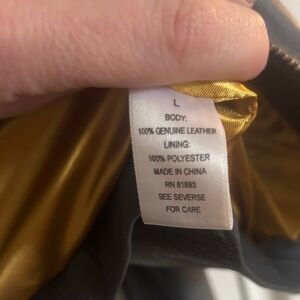 L
BODY:
100% GENUINE LEATHER
LINING:
100% POLYESTER
MADE IN CHINA
RN 81893
SEE SEVERSE
FOR CARE